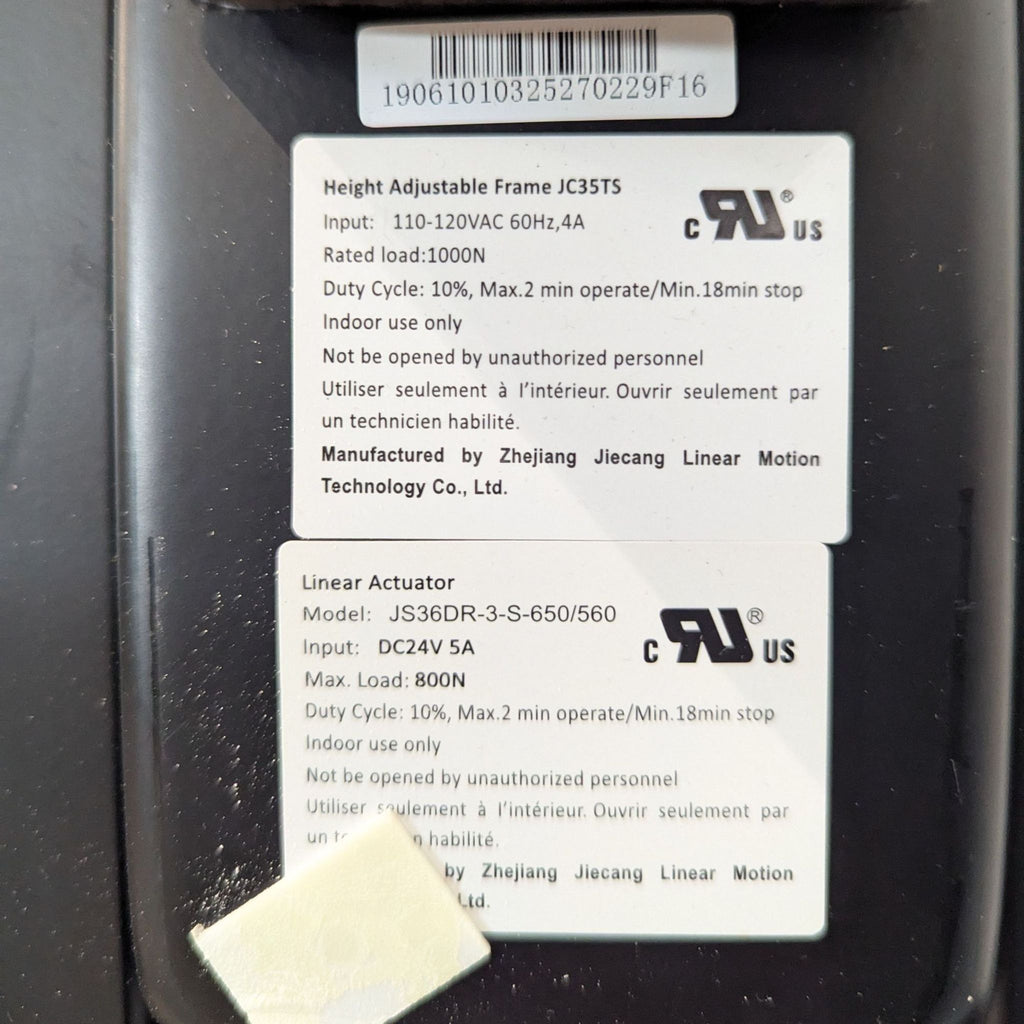 19061010325270229F16
Height Adjustable Frame JC35TS
Input: 110-120VAC 60Hz,4A
Rated load:1000N
Duty Cycle: 10%, Max.2 min operate/Min.18min stop
Indoor use only
Not be opened by unauthorized personnel
Utiliser seulement à l'intérieur. Ouvrir seulement par
un technicien habilité.
Manufactured by Zhejiang Jiecang Linear Motion
Technology Co., Ltd.
c RU ® US
Linear Actuator
Model: JS36DR-3-S-650/560
Input: DC24V 5A
Max. Load: 800N
Duty Cycle: 10%, Max.2 min operate/Min.18min stop
Indoor use only
Not be opened by unauthorized personnel
Utiliser seulement à l'intérieur. Ouvrir seulement par
un habilité.
by Zhejiang Jiecang Linear Motion
Ltd.
c RU ® US